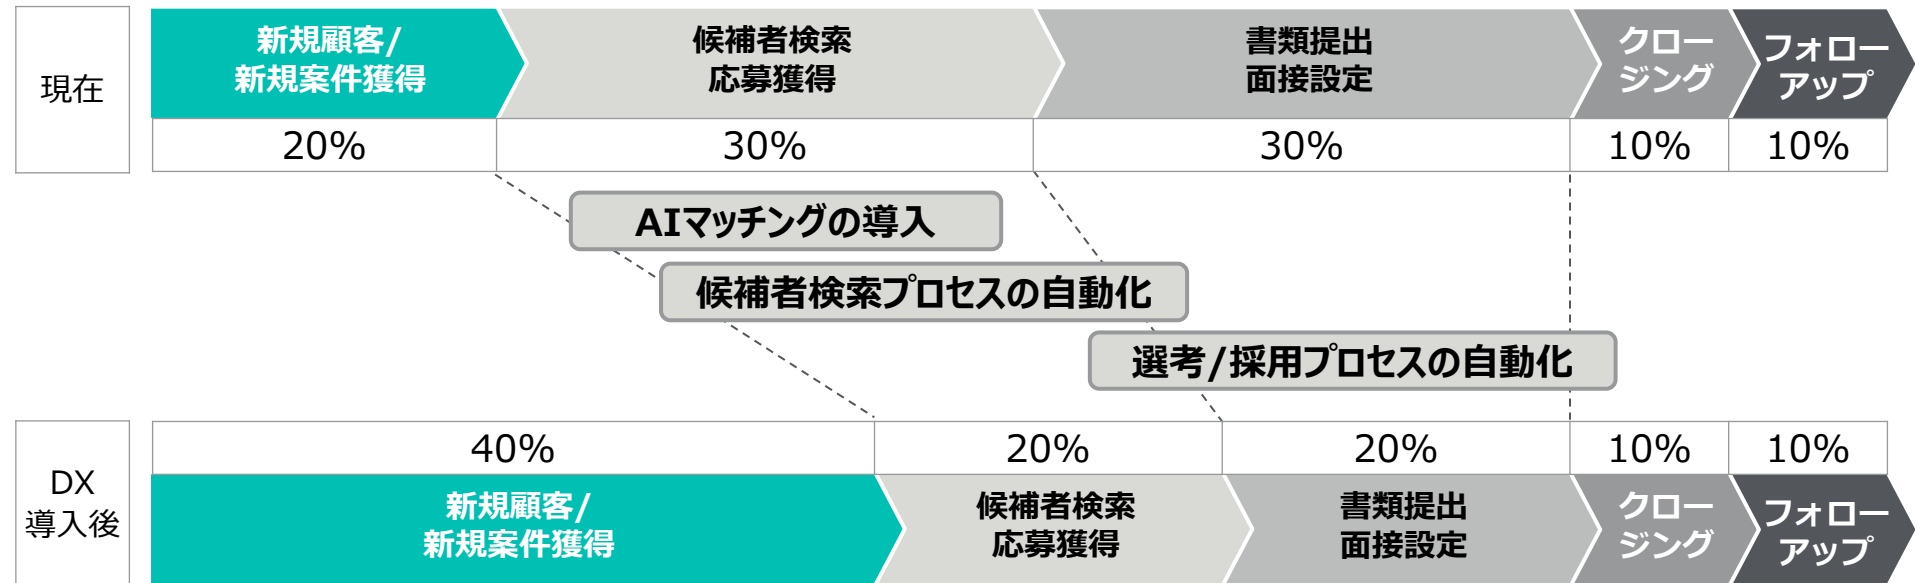 現在
新規顧客/
新規案件獲得
候補者検索
応募獲得
書類提出
面接設定
クロー
ジング
フォロー
アップ
20%
30%
30%
10%
10%
AIマッチングの導入
候補者検索プロセスの自動化
選考/採用プロセスの自動化
DX
導入後
40%
20%
20%
10%
10%
新規顧客/
新規案件獲得
候補者検索
応募獲得
書類提出
面接設定
クロー
ジング
フォロー
アップ